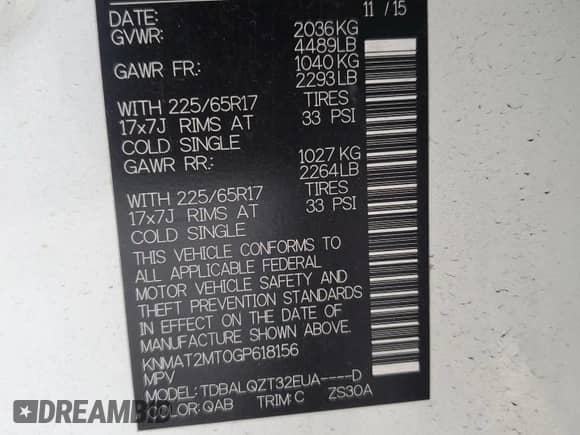 DATE: 11 / 15
GVWR: 2036KG
4489LB
GAWR FR.: 1040 KG
2293LB
WITH 225/65R17 TIRES
17x7J RIMS AT 33 PSI
COLD SINGLE
GAWR RR.: 1027 KG
2264LB
WITH 225/65R17 TIRES
17x7J RIMS AT 33 PSI
COLD SINGLE
THIS VEHICLE CONFORMS TO
ALL APPLICABLE FEDERAL
MOTOR VEHICLE SAFETY AND
THEFT PREVENTION STANDARDS
IN EFFECT ON THE DATE OF
MANUFACTURE SHOWN ABOVE.
KNMAT2MT0GP618156
MPV
MODEL: TDBALQZT32EUA----D
COLOR: QAB TRIM: C ZS30A
DREAMBID